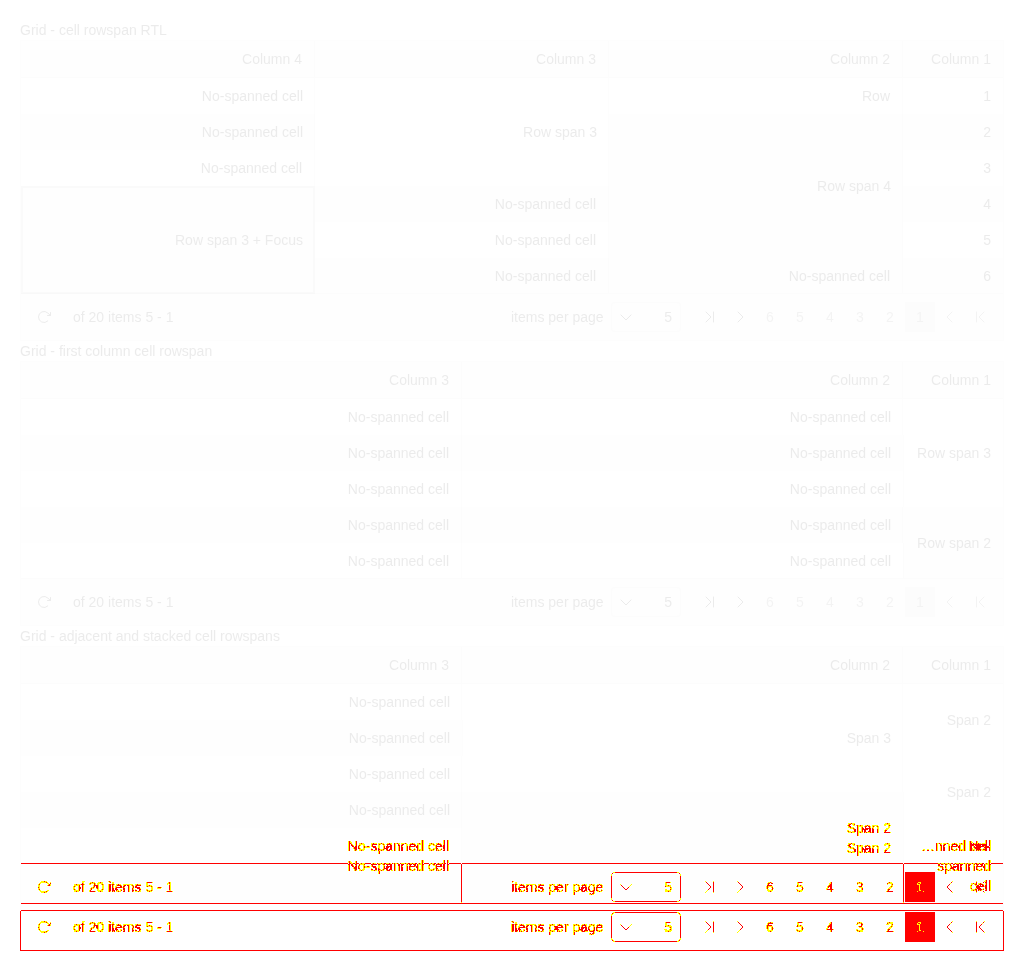 Grid - cell rowspan RTL
Column 4 Column 3 Column 2 Column 1
No-spanned cell Row 1
No-spanned cell Row span 3 2
No-spanned cell 3
Row span 4
No-spanned cell 4
Row span 3 + Focus No-spanned cell 5
No-spanned cell No-spanned cell 6
of 20 items 5 - 1 items per page 5 6 5 4 3 2 1
Grid - first column cell rowspan
Column 3 Column 2 Column 1
No-spanned cell No-spanned cell
No-spanned cell No-spanned cell Row span 3
No-spanned cell No-spanned cell
No-spanned cell No-spanned cell
Row span 2
No-spanned cell No-spanned cell
of 20 items 5 - 1 items per page 5 6 5 4 3 2 1
Grid - adjacent and stacked cell rowspans
Column 3 Column 2 Column 1
No-spanned cell
Span 2
No-spanned cell Span 3
No-spanned cell
Span 2
No-spanned cell
Span 2
No-spanned cell
Span 2
No-spanned cell spanned
of 20 items 5 - 1 items per page 5 6 5 4 3 2 1 cell
of 20 items 5 - 1 items per page 5 6 5 4 3 2 1